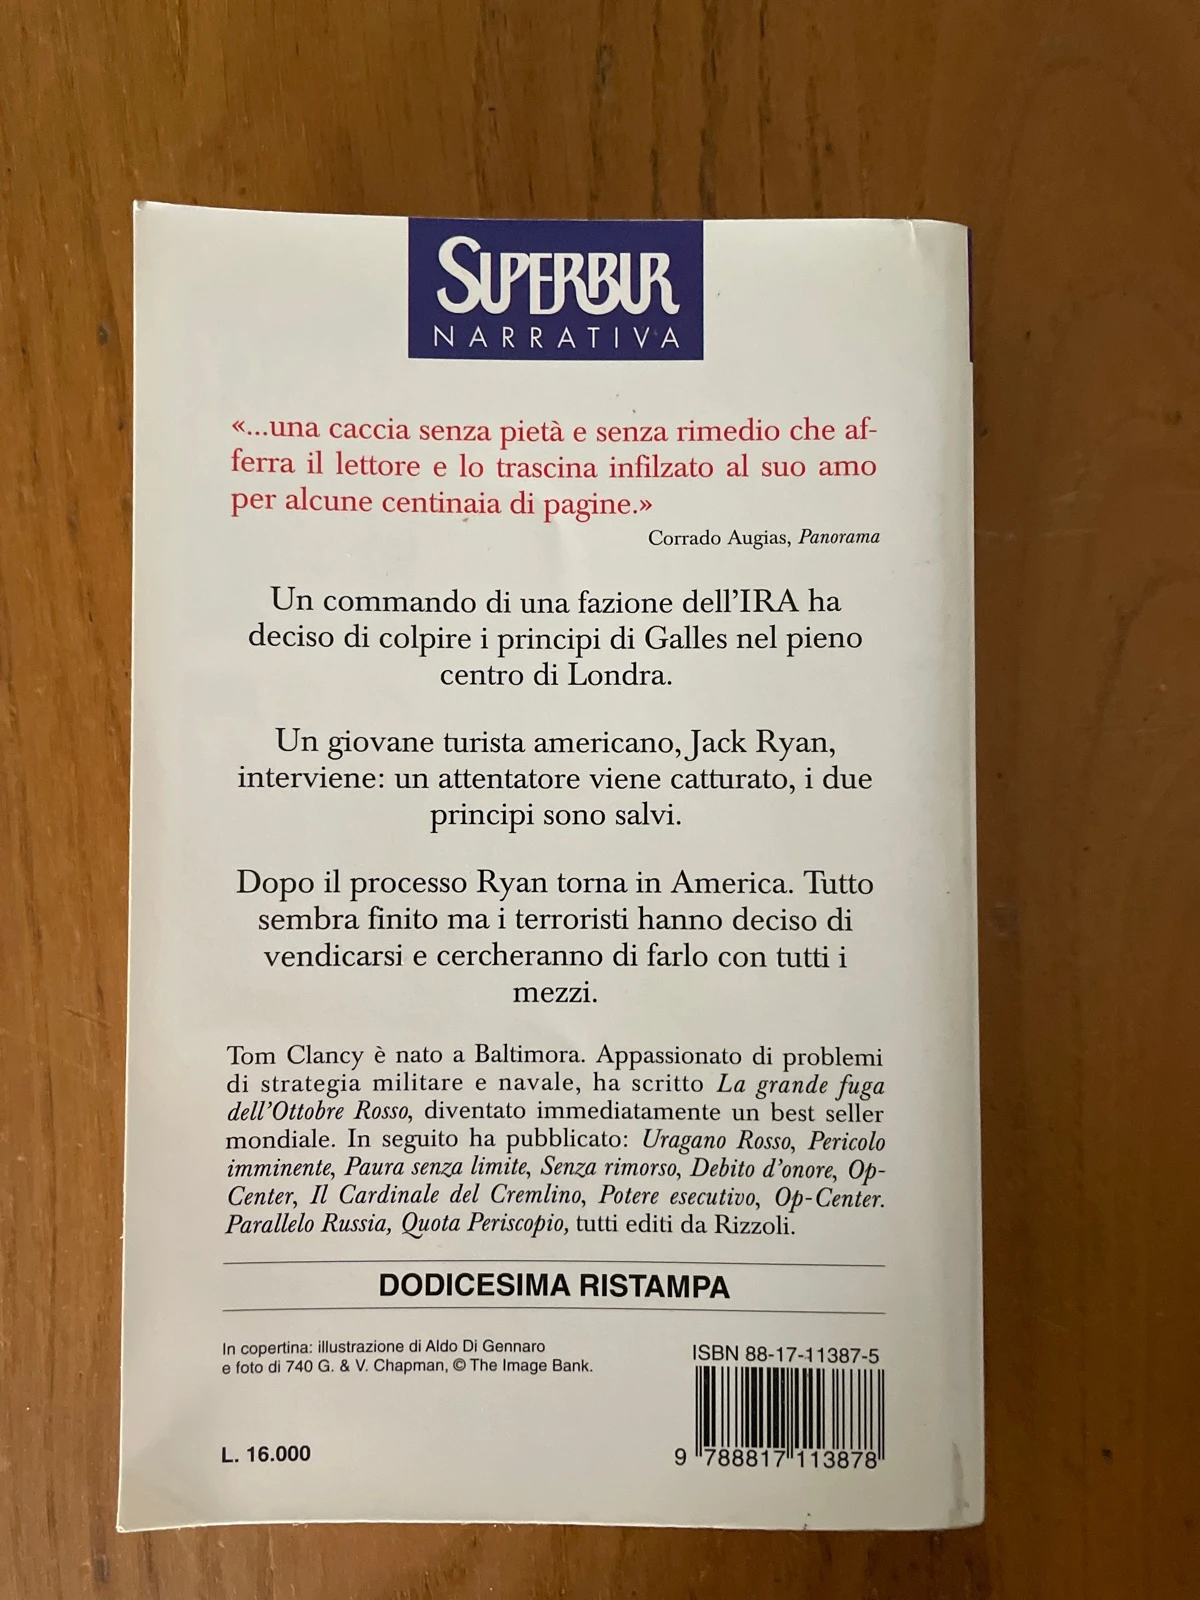 SUPERBUR
NARRATIVA
«...una caccia senza pietà e senza rimedio che af-
ferra il lettore e lo trascina infilzato al suo amo
per alcune centinaia di pagine.»
Corrado Augias, Panorama
Un commando di una fazione dell'IRA ha
deciso di colpire i principi di Galles nel pieno
centro di Londra.
Un giovane turista americano, Jack Ryan,
interviene: un attentatore viene catturato, i due
principi sono salvi.
Dopo il processo Ryan torna in America. Tutto
sembra finito ma i terroristi hanno deciso di
vendicarsi e cercheranno di farlo con tutti i
mezzi.
Tom Clancy è nato a Baltimora. Appassionato di problemi
di strategia militare e navale, ha scritto La grande fuga
dell'Ottobre Rosso, diventato immediatamente un best seller
mondiale. In seguito ha pubblicato: Uragano Rosso, Pericolo
imminente, Paura senza limite, Senza rimorso, Debito d'onore, Op-
Center, Il Cardinale del Cremlino, Potere esecutivo, Op-Center.
Parallelo Russia, Quota Periscopio, tutti editi da Rizzoli.
DODICESIMA RISTAMPA
In copertina: illustrazione di Aldo Di Gennaro
e foto di 740 G. & V. Chapman, © The Image Bank.
ISBN 88-17-11387-5
L. 16.000
9 788817 113878